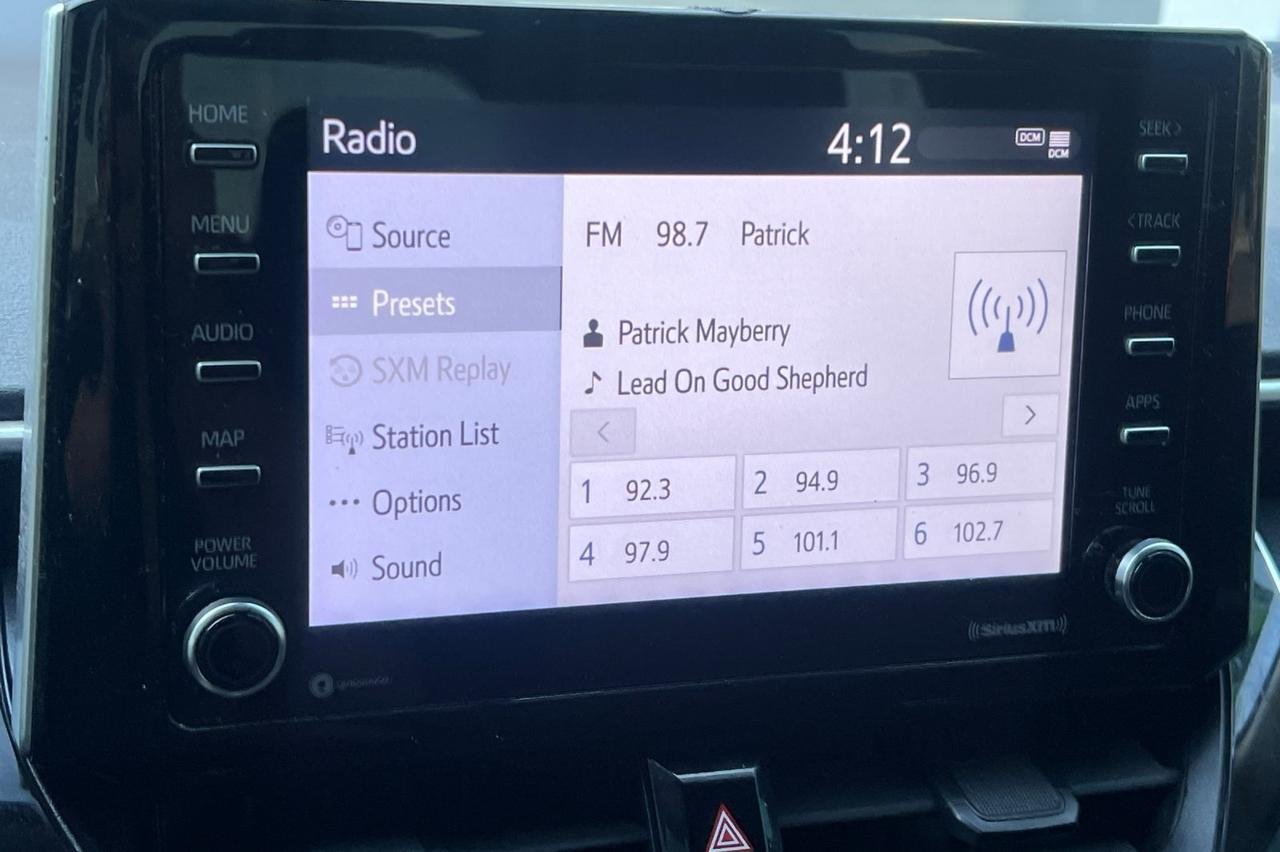 HOME
MENU
AUDIO
MAP
POWER
VOLUME
Radio
4:12
DCM
DCM
Source
Presets
SXM Replay
Station List
Options
Sound
FM 98.7 Patrick
Patrick Mayberry
Lead On Good Shepherd
<
>
1 92.3
2 94.9
3 96.9
4 97.9
5 101.1
6 102.7
SEEK>
<TRACK
PHONE
APPS
TUNE
SCROLL
SiriusXM